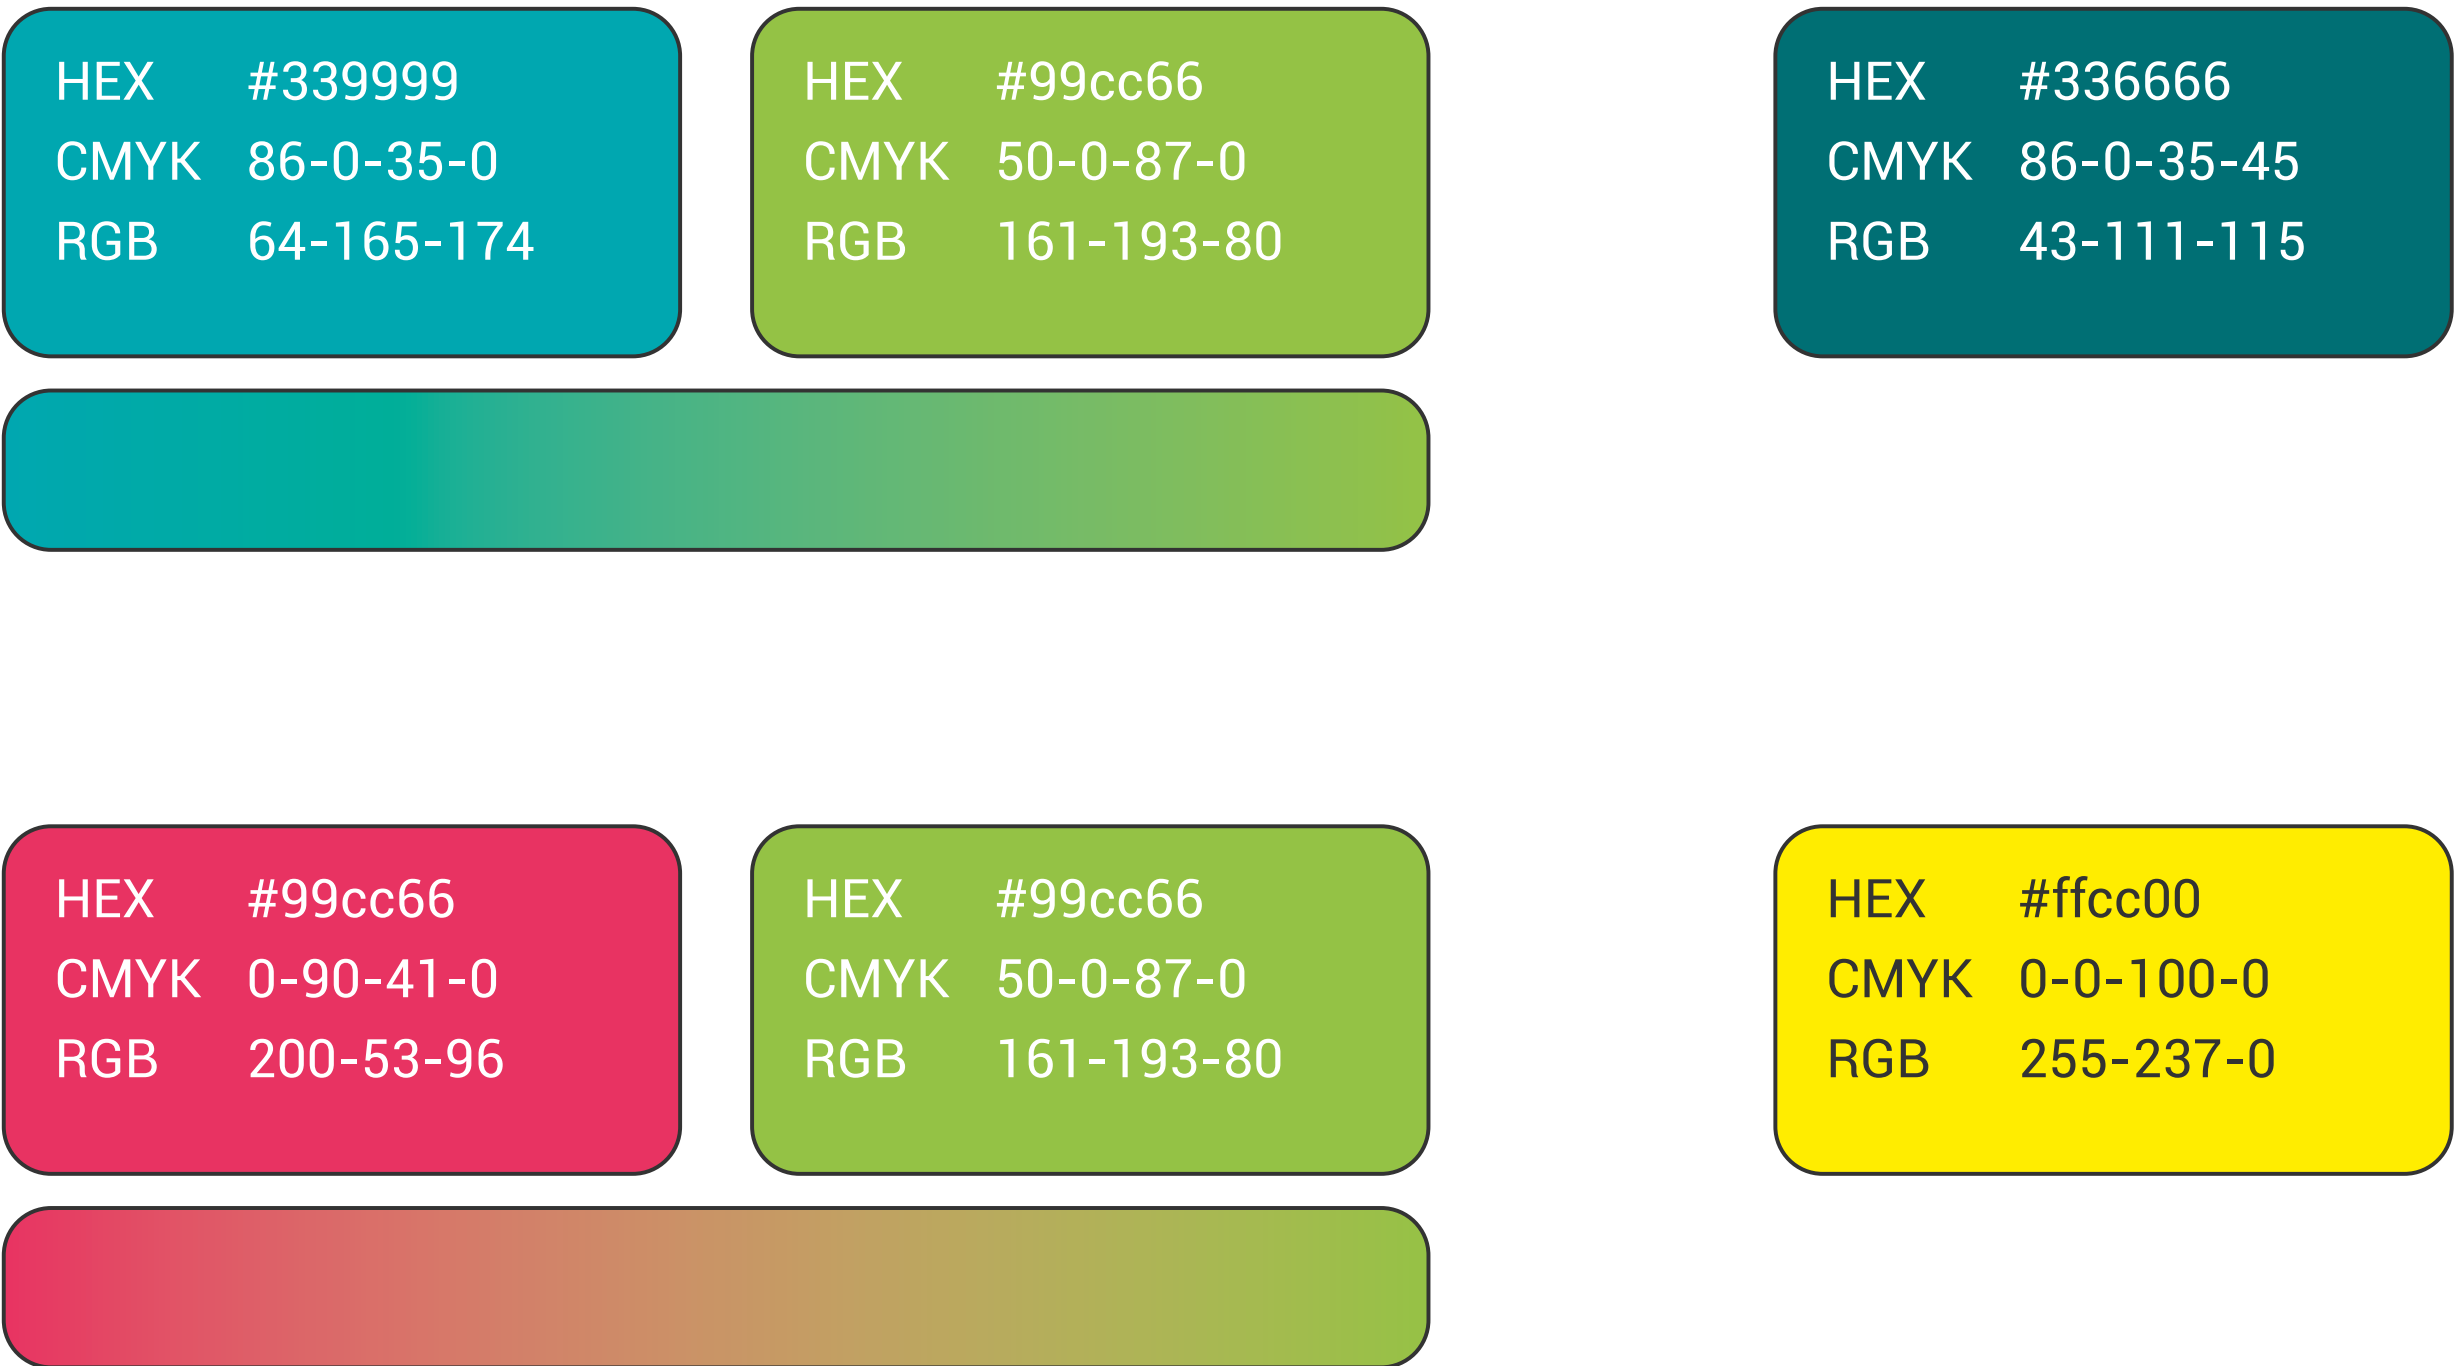 HEX #339999
CMYK 86-0-35-0
RGB 64-165-174
HEX #99cc66
CMYK 50-0-87-0
RGB 161-193-80
HEX #336666
CMYK 86-0-35-45
RGB 43-111-115
HEX #99cc66
CMYK 0-90-41-0
RGB 200-53-96
HEX #99cc66
CMYK 50-0-87-0
RGB 161-193-80
HEX #ffcc00
CMYK 0-0-100-0
RGB 255-237-0